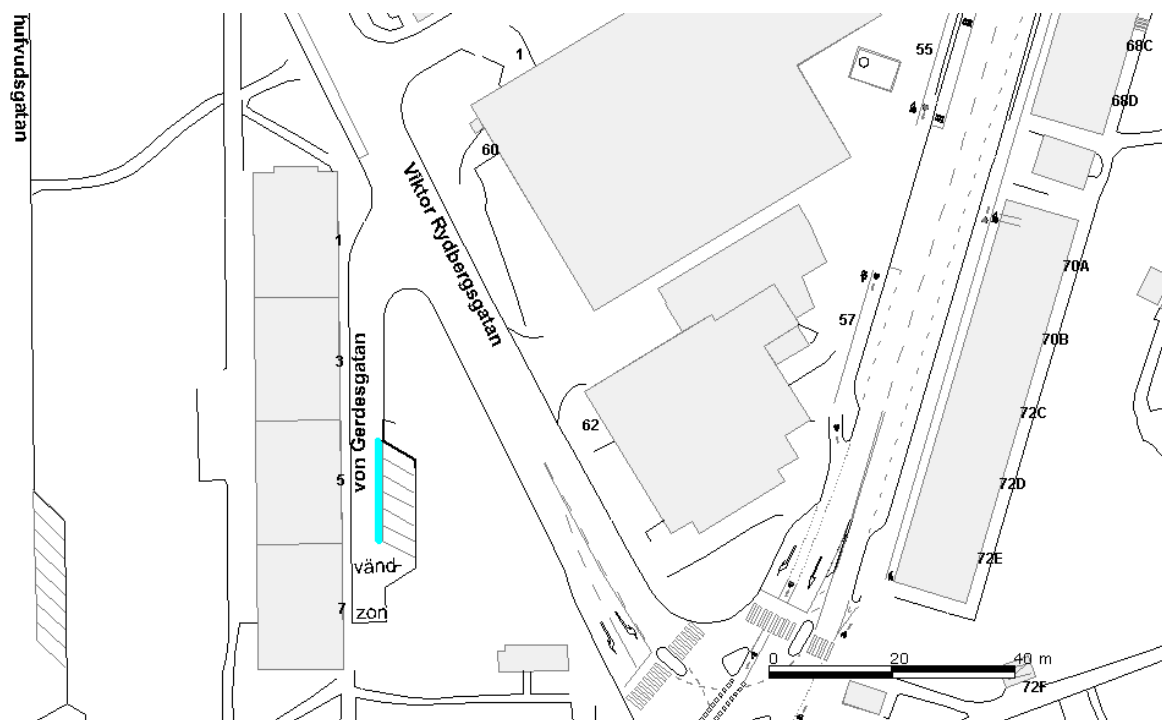 hufvudsgatan
1
60
Viktor Rydbergsgatan
55
68C
68D
1
3
5
7
von Gerdesgatan
vänd-
zon
62
57
70A
70B
72C
72D
72E
72F
0 20 40 m